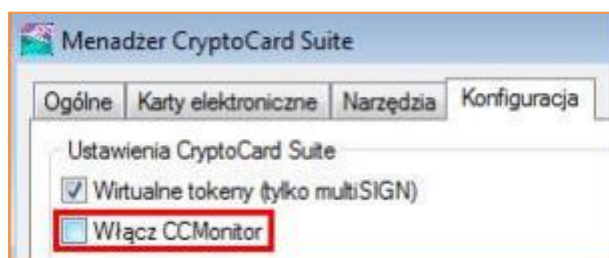 Menadżer CryptoCard Suite
Ogólne Karty elektroniczne Narzędzia Konfiguracja
Ustawienia CryptoCard Suite
Wirtualne tokeny (tylko multiSIGN)
Włącz CCMonitor